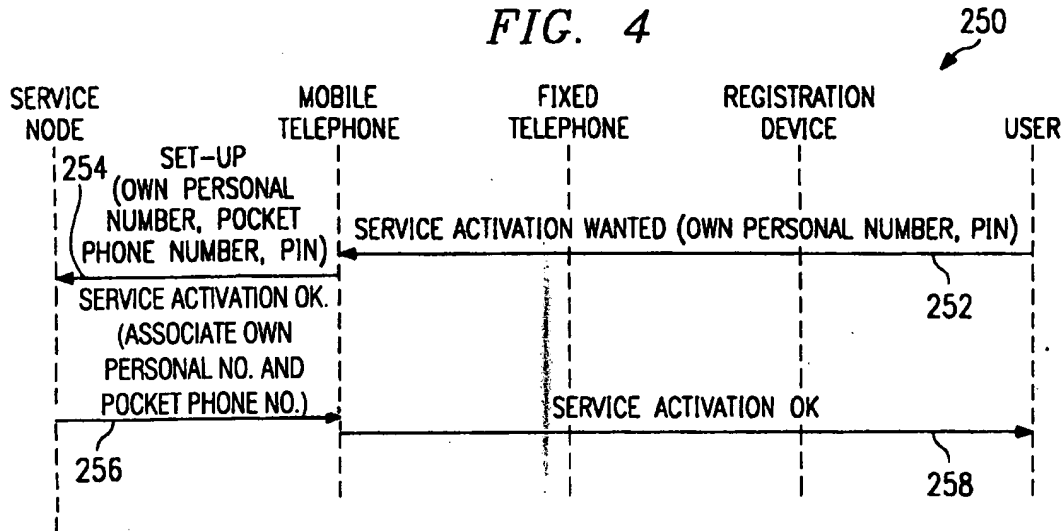 FIG. 4
250
SERVICE
NODE
MOBILE
TELEPHONE
FIXED
TELEPHONE
REGISTRATION
DEVICE
USER
254
SET-UP
(OWN PERSONAL
NUMBER, POCKET
PHONE NUMBER, PIN)
SERVICE ACTIVATION WANTED (OWN PERSONAL NUMBER, PIN)
252
SERVICE ACTIVATION OK.
(ASSOCIATE OWN
PERSONAL NO. AND
POCKET PHONE NO.)
SERVICE ACTIVATION OK
256
258